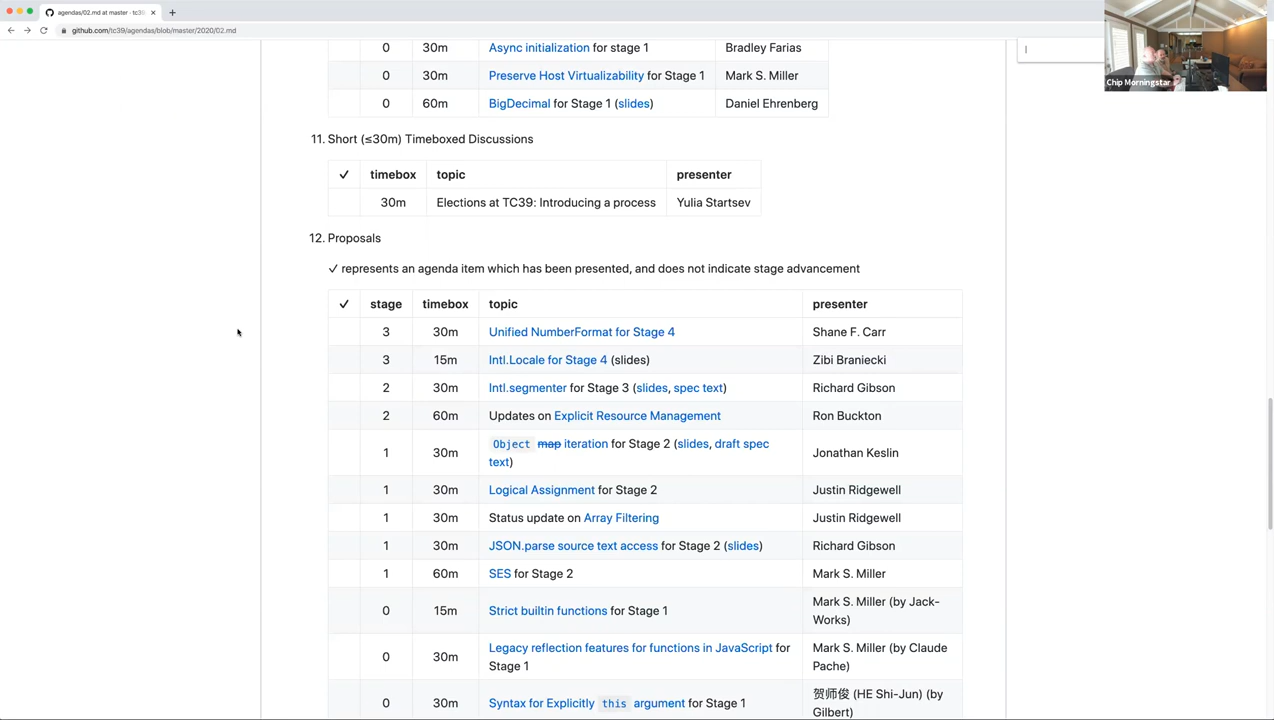 agendas/02.md at master · tc39
github.com/tc39/agendas/blob/master/2020/02.md
Chip Morningstar
0 30m Async initialization for stage 1 Bradley Farias
0 30m Preserve Host Virtualizability for Stage 1 Mark S. Miller
0 60m BigDecimal for Stage 1 (slides) Daniel Ehrenberg
11. Short (≤30m) Timeboxed Discussions
✓ timebox topic presenter
30m Elections at TC39: Introducing a process Yulia Startsev
12. Proposals
✓ represents an agenda item which has been presented, and does not indicate stage advancement
✓ stage timebox topic presenter
3 30m Unified NumberFormat for Stage 4 Shane F. Carr
3 15m Intl.Locale for Stage 4 (slides) Zibi Braniecki
2 30m Intl.segmenter for Stage 3 (slides, spec text) Richard Gibson
2 60m Updates on Explicit Resource Management Ron Buckton
1 30m Object map iteration for Stage 2 (slides, draft spec
text) Jonathan Keslin
1 30m Logical Assignment for Stage 2 Justin Ridgewell
1 30m Status update on Array Filtering Justin Ridgewell
1 30m JSON.parse source text access for Stage 2 (slides) Richard Gibson
1 60m SES for Stage 2 Mark S. Miller
0 15m Strict builtin functions for Stage 1 Mark S. Miller (by Jack-
Works)
0 30m Legacy reflection features for functions in JavaScript for
Stage 1 Mark S. Miller (by Claude
Pache)
0 30m Syntax for Explicitly this argument for Stage 1 贺师俊 (HE Shi-Jun) (by
Gilbert)